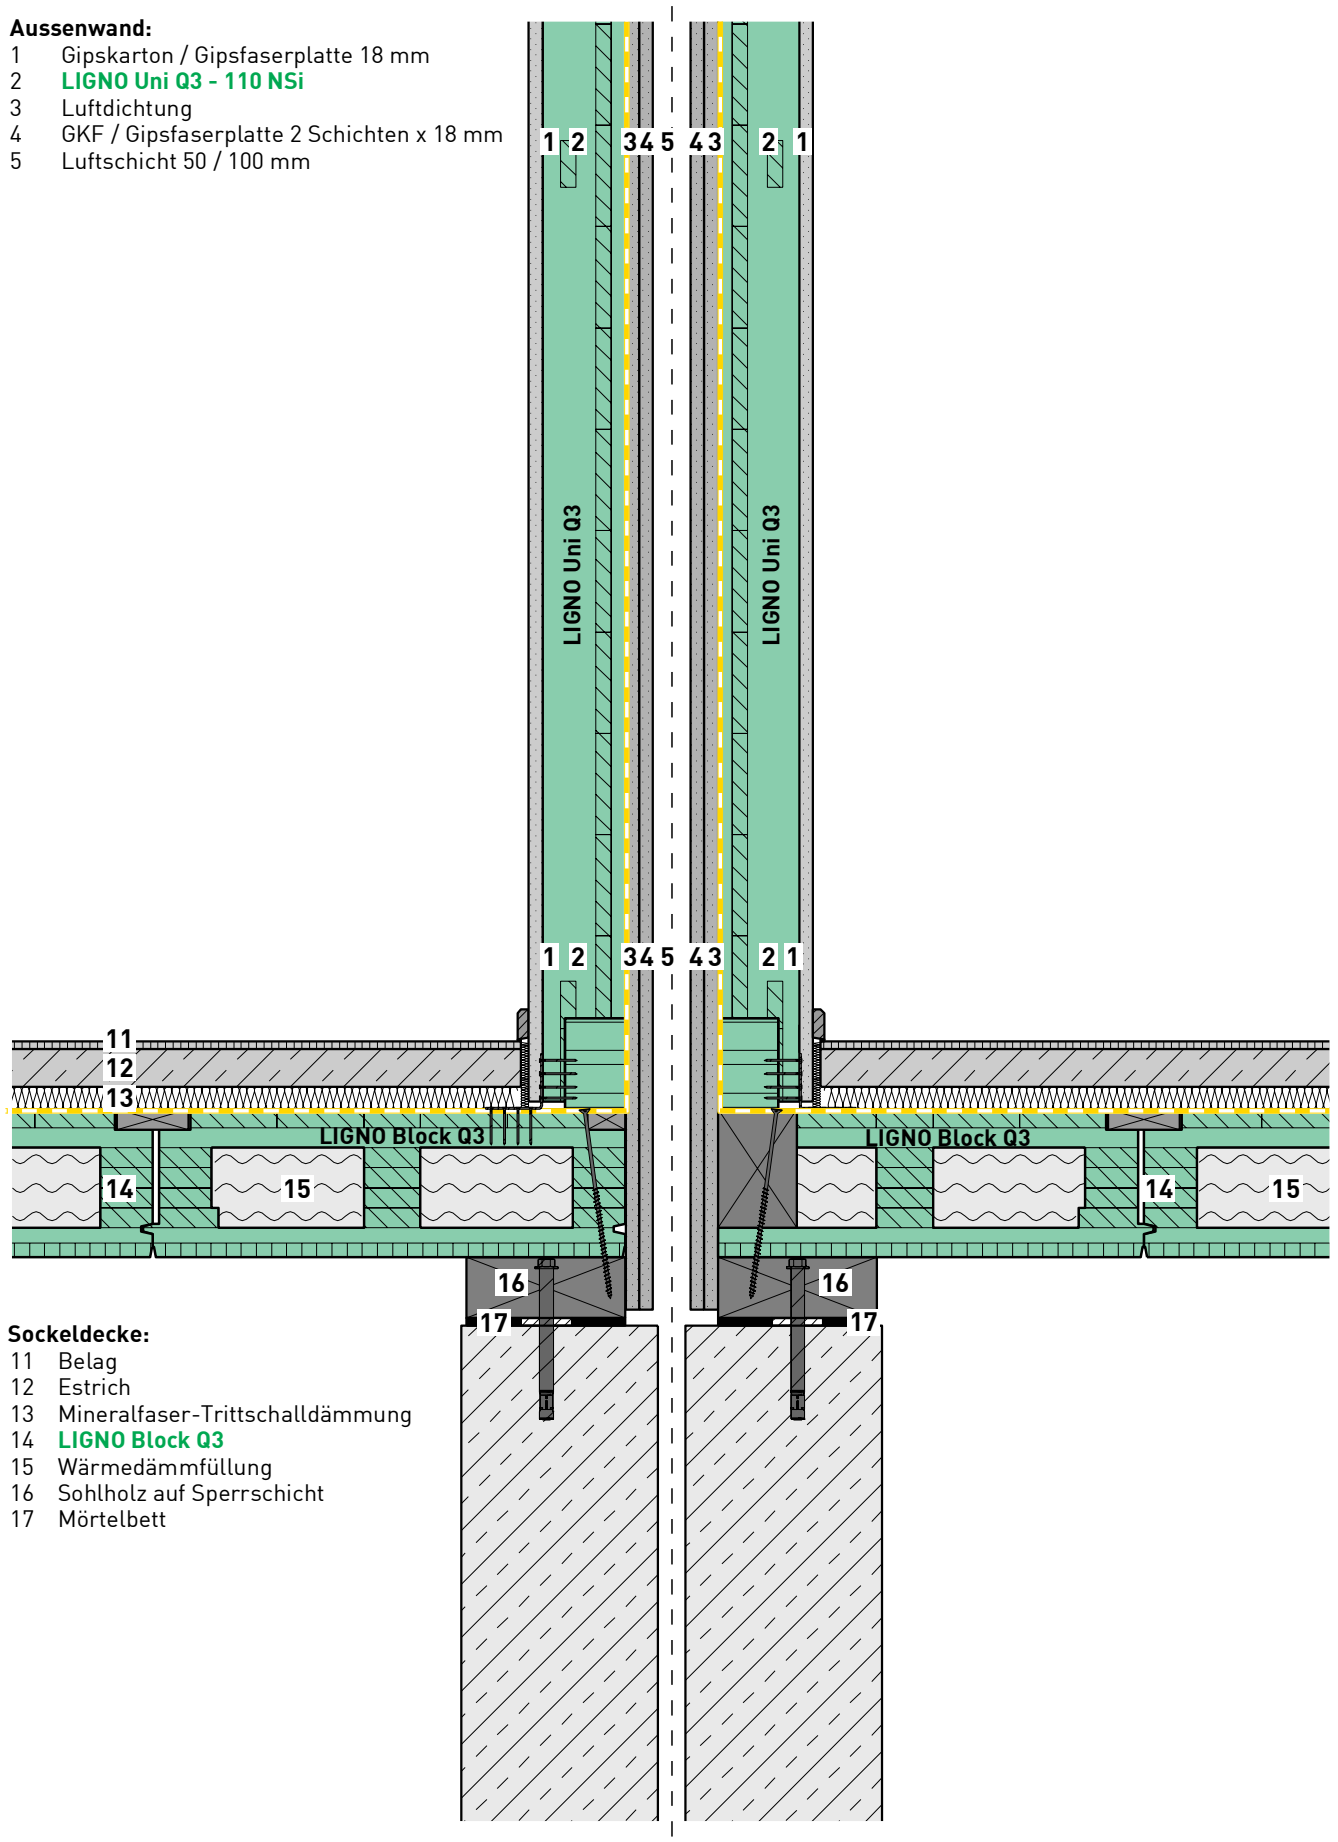 Aussenwand:
1 Gipskarton / Gipsfaserplatte 18 mm
2 LIGNO Uni Q3 - 110 NSi
3 Luftdichtung
4 GKF / Gipsfaserplatte 2 Schichten x 18 mm
5 Luftschicht 50 / 100 mm
1 2 3 4 5 4 3 2 1
LIGNO Uni Q3
LIGNO Uni Q3
1 2 3 4 5 4 3 2 1
11
12
13
LIGNO Block Q3
LIGNO Block Q3
14 15 14 15
16 16
17 17
Sockeldecke:
11 Belag
12 Estrich
13 Mineralfaser-Trittschalldämmung
14 LIGNO Block Q3
15 Wärmedämmfüllung
16 Sohlholz auf Sperrschicht
17 Mörtelbett